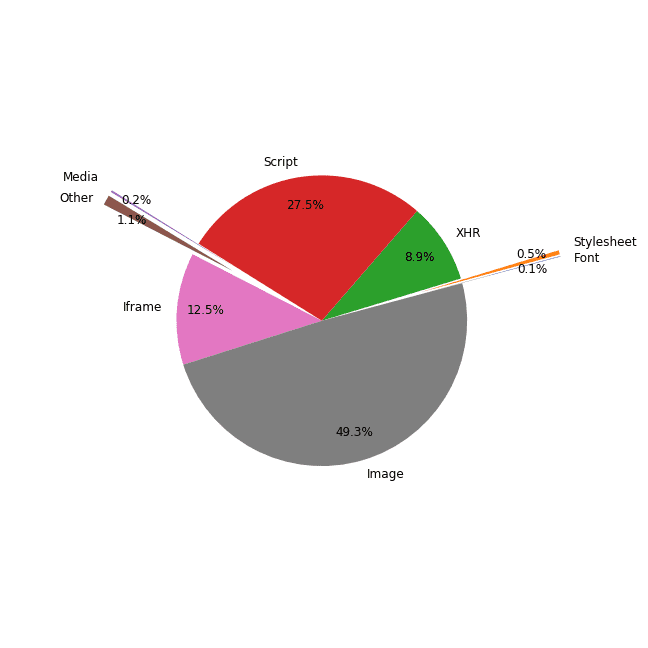 Script
Media
Other
0.2%
1.1%
27.5%
XHR
8.9%
Stylesheet
0.5%
Font
0.1%
Iframe
12.5%
49.3%
Image